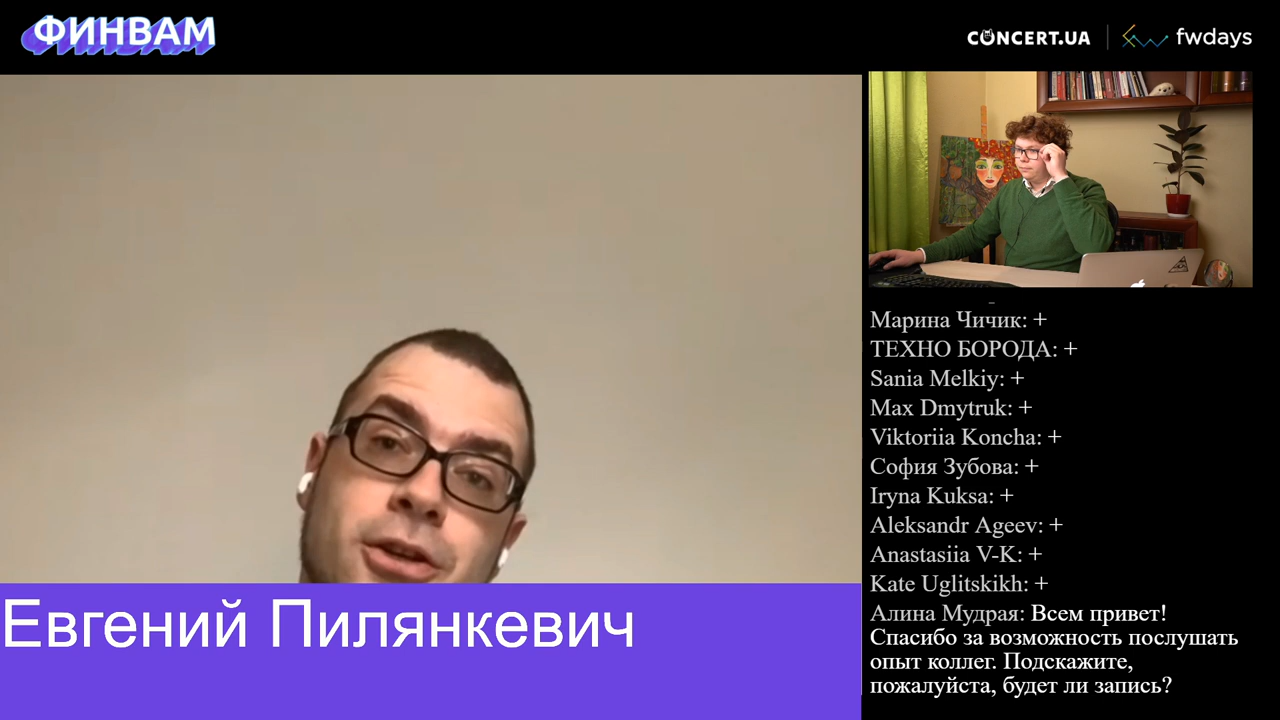 ФИНВАМ
CONCERT.UA
fwdays
Марина Чичик: +
ТЕХНО БОРОДА: +
Sania Melkiy: +
Max Dmytruk: +
Viktoriia Koncha: +
София Зубова: +
Iryna Kuksa: +
Aleksandr Ageev: +
Anastasiia V-K: +
Kate Uglitskikh: +
Алина Мудрая: Всем привет!
Спасибо за возможность послушать
опыт коллег. Подскажите,
пожалуйста, будет ли запись?
Евгений Пилянкевич